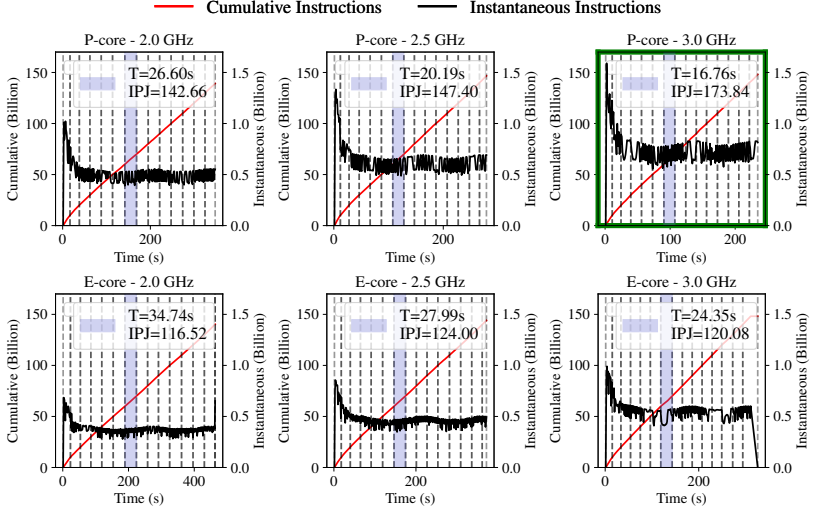 Cumulative Instructions
Instantaneous Instructions
P-core - 2.0 GHz
T=26.60s
IPJ=142.66
Cumulative (Billion)
150
100
50
0
Instantaneous (Billion)
1.5
1.0
0.5
0.0
0
200
Time (s)
P-core - 2.5 GHz
T=20.19s
IPJ=147.40
Cumulative (Billion)
150
100
50
0
Instantaneous (Billion)
1.5
1.0
0.5
0.0
0
200
Time (s)
P-core - 3.0 GHz
T=16.76s
IPJ=173.84
Cumulative (Billion)
150
100
50
0
Instantaneous (Billion)
1.5
1.0
0.5
0.0
0
100
200
Time (s)
E-core - 2.0 GHz
T=34.74s
IPJ=116.52
Cumulative (Billion)
150
100
50
0
Instantaneous (Billion)
1.5
1.0
0.5
0.0
0
200
400
Time (s)
E-core - 2.5 GHz
T=27.99s
IPJ=124.00
Cumulative (Billion)
150
100
50
0
Instantaneous (Billion)
1.5
1.0
0.5
0.0
0
200
Time (s)
E-core - 3.0 GHz
T=24.35s
IPJ=120.08
Cumulative (Billion)
150
100
50
0
Instantaneous (Billion)
1.5
1.0
0.5
0.0
0
200
Time (s)